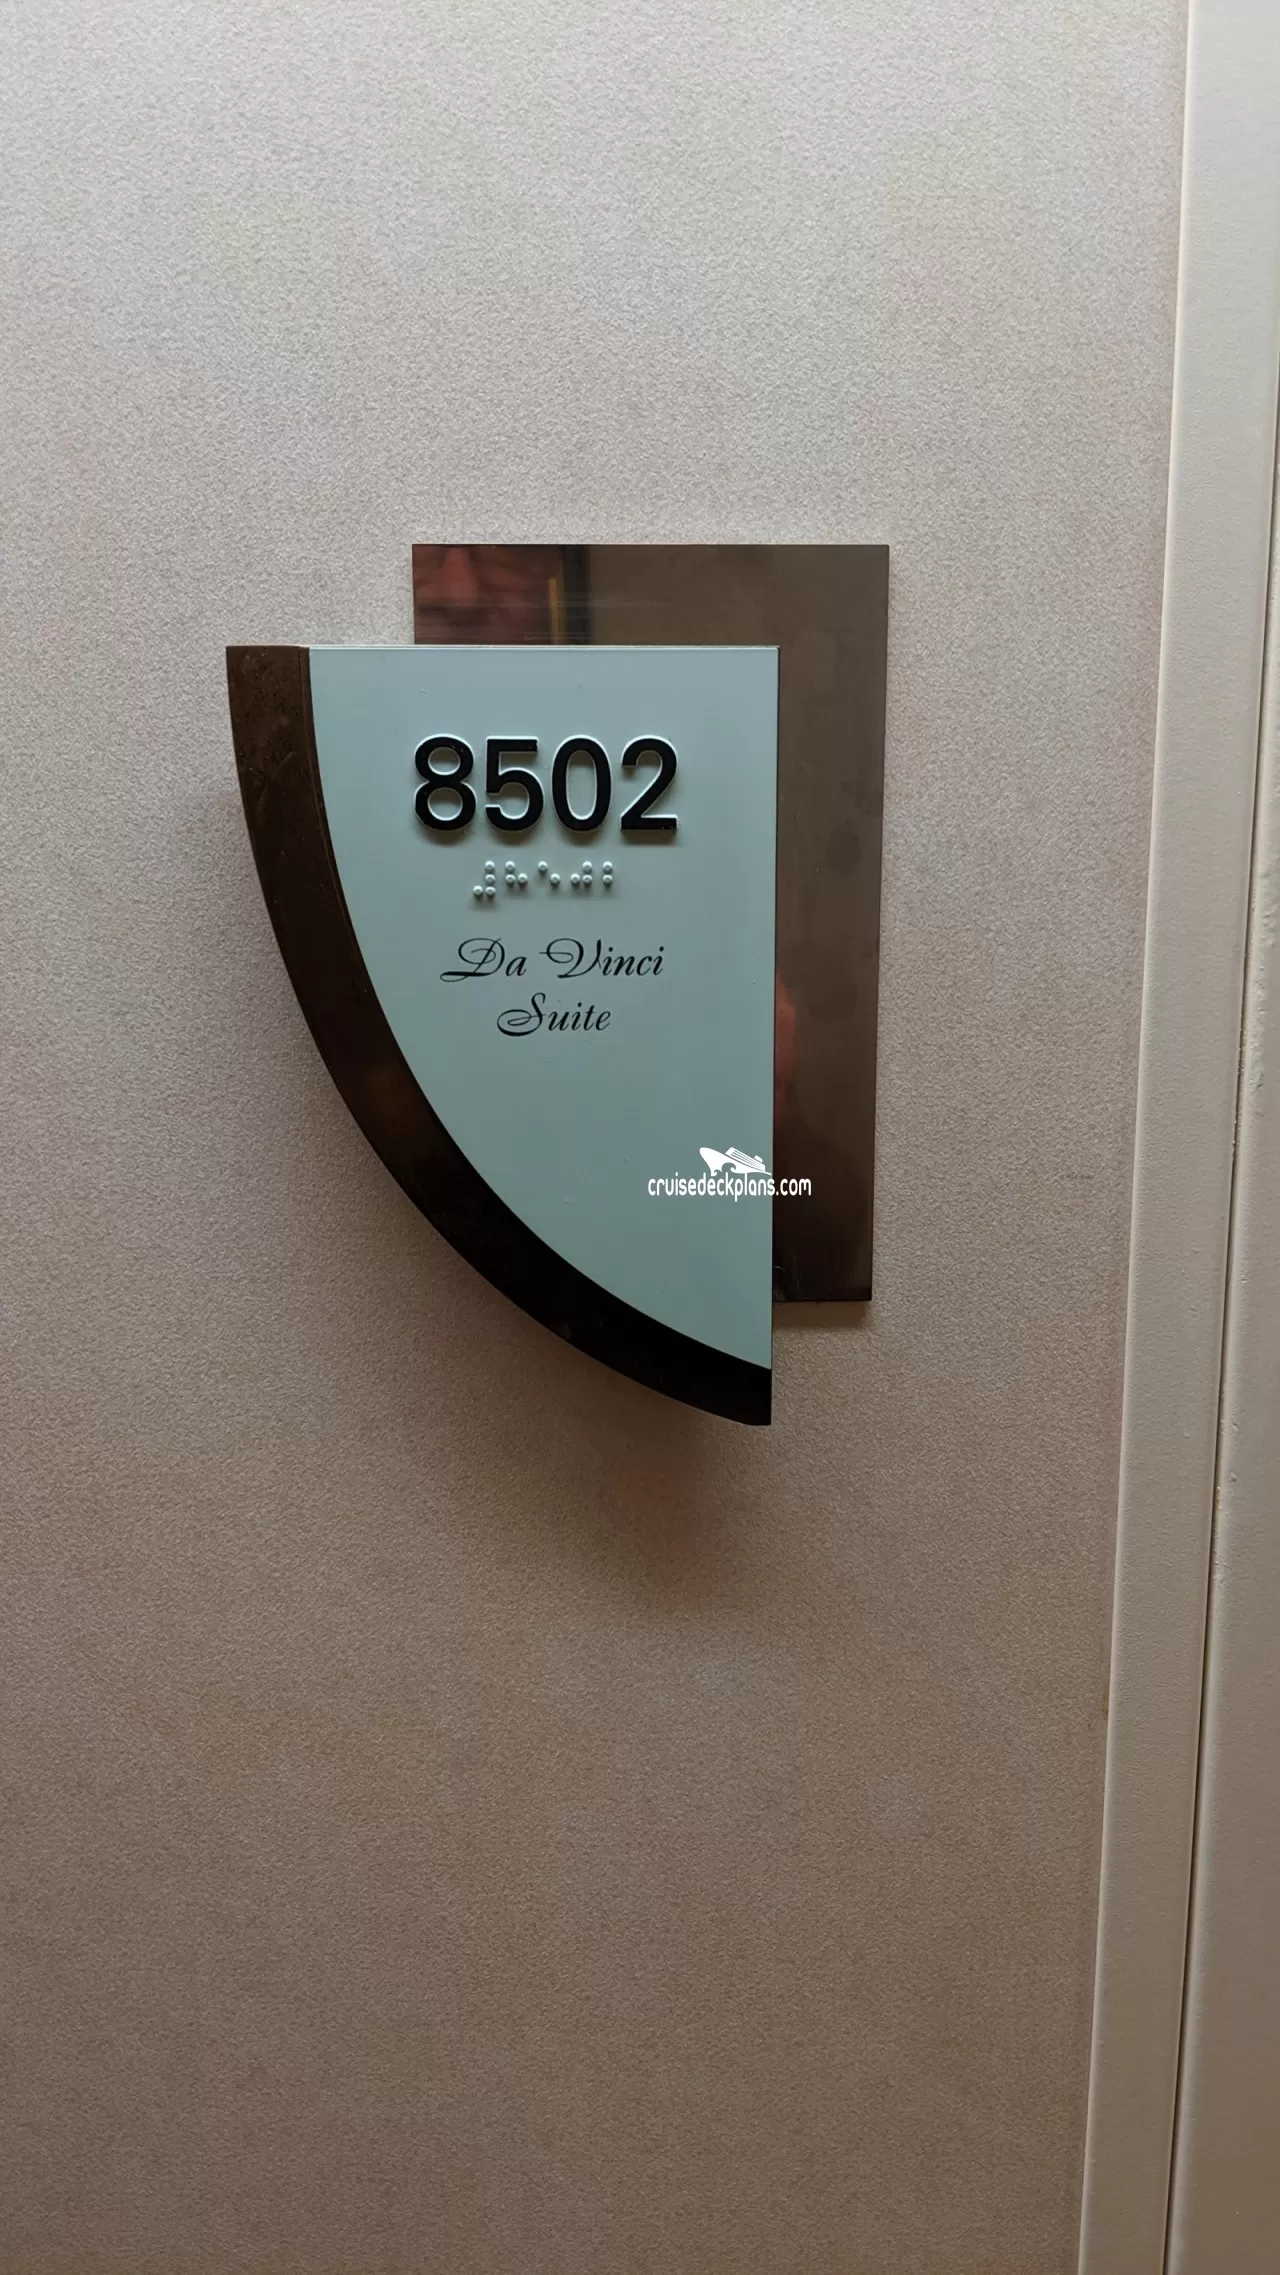 8502
Da Vinci
Suite
cruisedeckplans.com